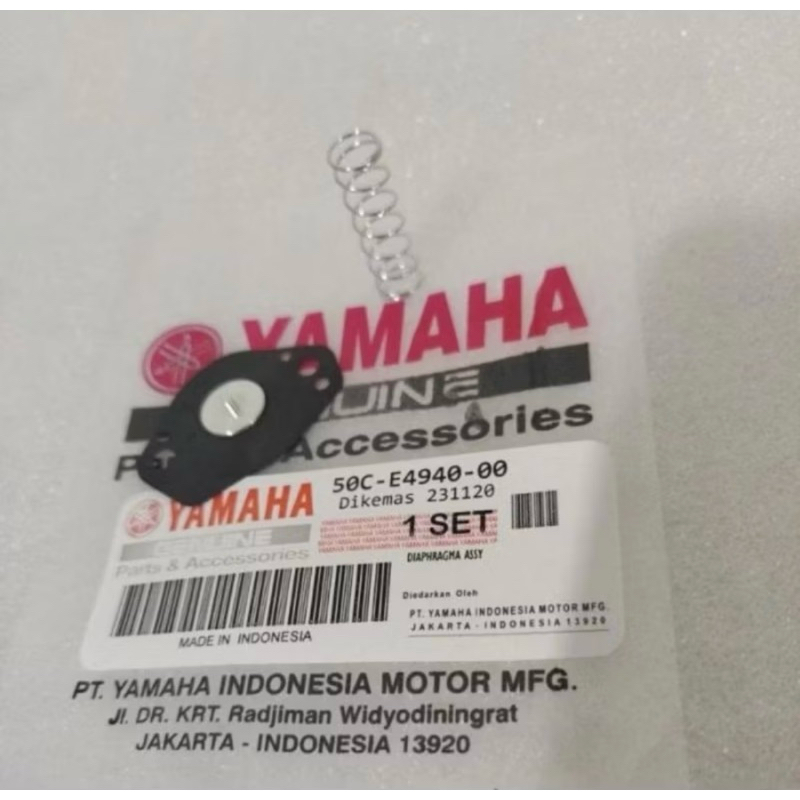 YAMAHA
UINE
Accessories
YAMAHA
50C-E4940-00
Dikemas 231120
GENUINE
1 SET
Parts & Accessories
DIAPHRAGMA ASSY
Diedarkan Oleh
PT. YAMAHA INDONESIA MOTOR MFG.
JAKARTA - INDONESIA 13920
MADE IN INDONESIA
PT. YAMAHA INDONESIA MOTOR MFG.
Jl. DR. KRT. Radjiman Widyodiningrat
JAKARTA - INDONESIA 13920